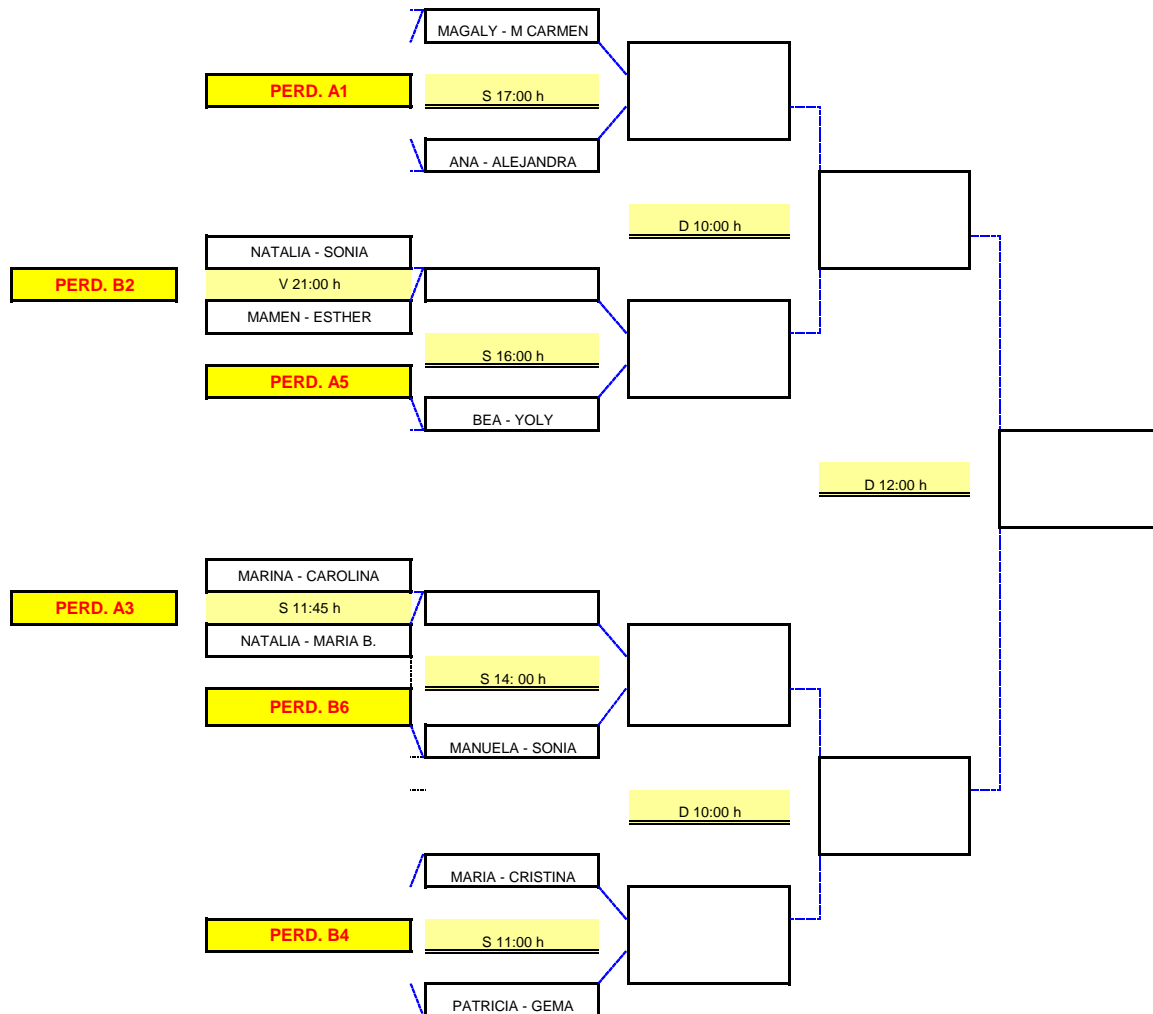 MAGALY - M CARMEN
PERD. A1
S 17:00 h
ANA - ALEJANDRA
D 10:00 h
NATALIA - SONIA
PERD. B2
V 21:00 h
MAMEN - ESTHER
S 16:00 h
PERD. A5
BEA - YOLY
D 12:00 h
MARINA - CAROLINA
PERD. A3
S 11:45 h
NATALIA - MARIA B.
S 14: 00 h
PERD. B6
MANUELA - SONIA
D 10:00 h
MARIA - CRISTINA
PERD. B4
S 11:00 h
PATRICIA - GEMA